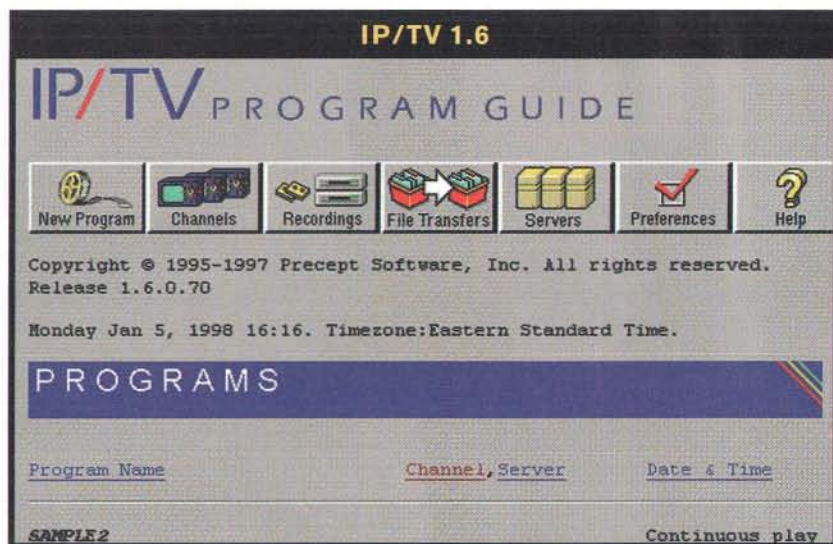 IP/TV 1.6
IP/TV PROGRAM GUIDE
New Program Channels Recordings File Transfers Servers Preferences Help
Copyright © 1995-1997 Precept Software, Inc. All rights reserved.
Release 1.6.0.70
Monday Jan 5, 1998 16:16. Timezone:Eastern Standard Time.
PROGRAMS
Program Name Channel,Server Date & Time
SAMPLE2 Continuous play